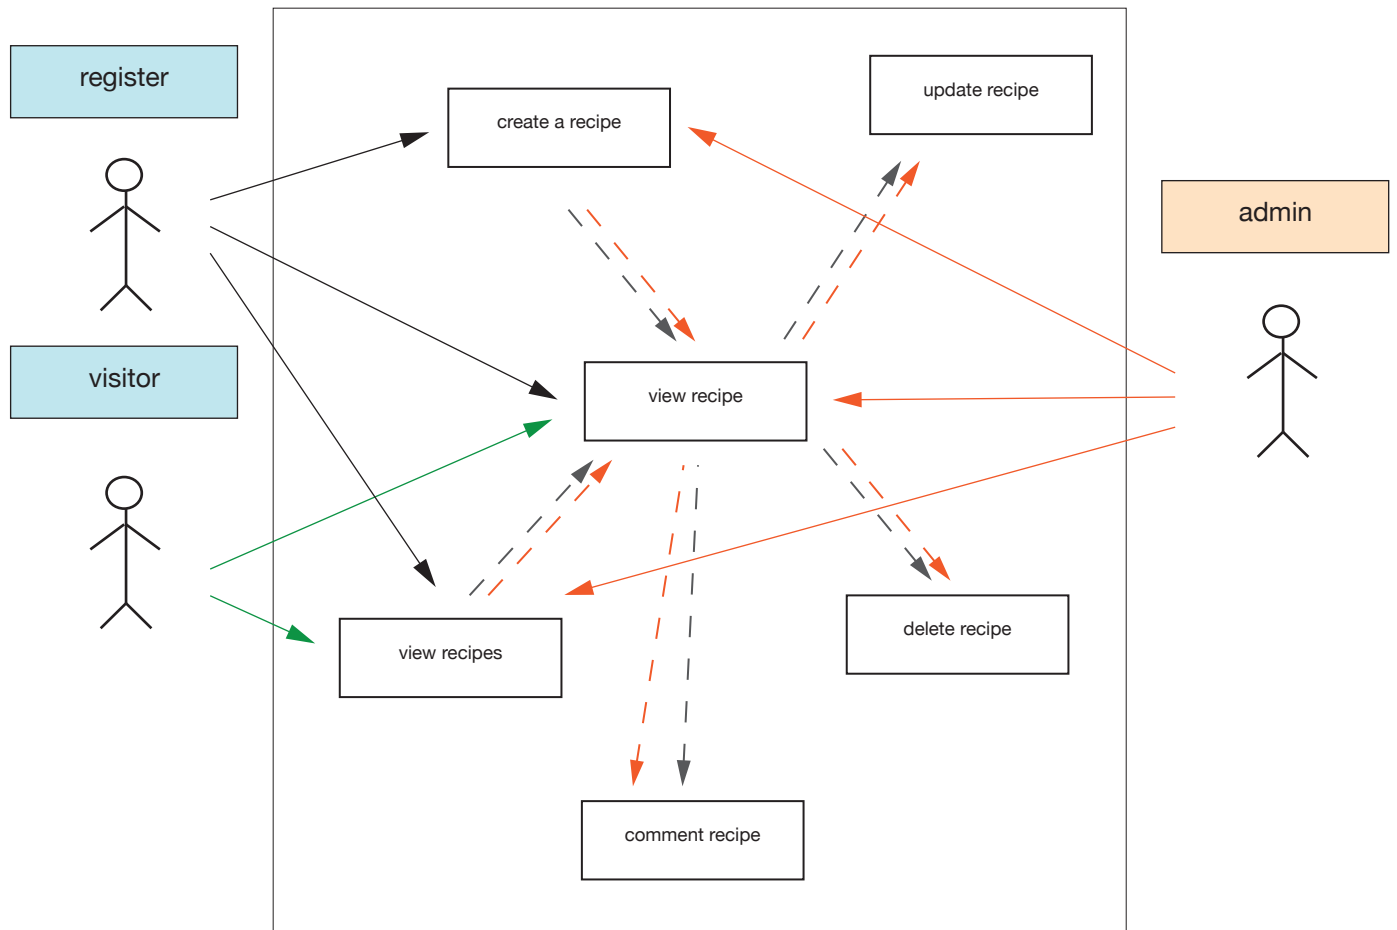 register
create a recipe
update recipe
admin
visitor
view recipe
view recipes
delete recipe
comment recipe